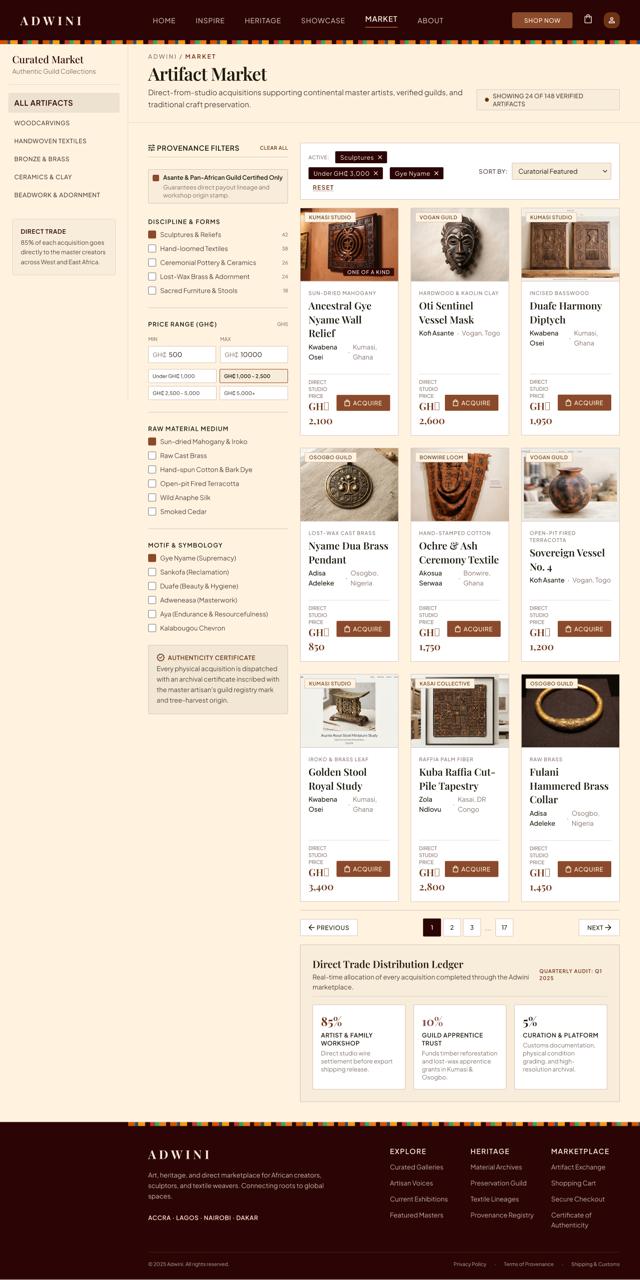 ADWINI
HOME INSPIRE HERITAGE SHOWCASE MARKET ABOUT
SHOP NOW
Curated Market
Authentic Guild Collections
ALL ARTIFACTS
WOODCARVINGS
HANDWOVEN TEXTILES
BRONZE & BRASS
CERAMICS & CLAY
BEADWORK & ADORNMENT
DIRECT TRADE
85% of each acquisition goes
directly to the master creators
across West and East Africa.
ADWINI / MARKET
Artifact Market
Direct-from-studio acquisitions supporting continental master artists, verified guilds, and
traditional craft preservation.
SHOWING 24 OF 148 VERIFIED
ARTIFACTS
PROVENANCE FILTERS
CLEAR ALL
Asante & Pan-African Guild Certified Only
Guarantees direct payout lineage and
workshop origin stamp.
DISCIPLINE & FORMS
Sculptures & Reliefs 42
Hand-loomed Textiles 38
Ceremonial Pottery & Ceramics 26
Lost-Wax Brass & Adornment 24
Sacred Furniture & Stools 18
PRICE RANGE (GH₵)
GHS
MIN
MAX
GH₵ 500
GH₵ 10000
Under GH₵ 1,000
GH₵ 1,000 - 2,500
GH₵ 2,500 - 5,000
GH₵ 5,000+
RAW MATERIAL MEDIUM
Sun-dried Mahogany & Iroko
Raw Cast Brass
Hand-spun Cotton & Bark Dye
Open-pit Fired Terracotta
Wild Anaphe Silk
Smoked Cedar
MOTIF & SYMBOLOGY
Gye Nyame (Supremacy)
Sankofa (Reclamation)
Duafe (Beauty & Hygiene)
Adweneasa (Masterwork)
Aya (Endurance & Resourcefulness)
Kalabougou Chevron
AUTHENTICITY CERTIFICATE
Every physical acquisition is dispatched
with an archival certificate inscribed with
the master artisan's guild registry mark
and tree-harvest origin.
ACTIVE:
Sculptures ✕
Under GH₵ 3,000 ✕
Gye Nyame ✕
RESET
SORT BY:
Curatorial Featured
KUMASI STUDIO
ONE OF A KIND
SUN-DRIED MAHOGANY
Ancestral Gye
Nyame Wall
Relief
Kwabena
Osei
·
Kumasi,
Ghana
DIRECT
STUDIO
PRICE
GH▯
2,100
ACQUIRE
VOGAN GUILD
HARDWOOD & KAOLIN CLAY
Oti Sentinel
Vessel Mask
Kofi Asante · Vogan, Togo
DIRECT
STUDIO
PRICE
GH▯
2,600
ACQUIRE
KUMASI STUDIO
INCISED BASSWOOD
Duafe Harmony
Diptych
Kwabena
Osei
·
Kumasi,
Ghana
DIRECT
STUDIO
PRICE
GH▯
1,950
ACQUIRE
OSOGBO GUILD
LOST-WAX CAST BRASS
Nyame Dua Brass
Pendant
Adisa
Adeleke
·
Osogbo,
Nigeria
DIRECT
STUDIO
PRICE
GH▯
850
ACQUIRE
BONWIRE LOOM
HAND-STAMPED COTTON
Ochre & Ash
Ceremony Textile
Akosua
Serwaa
·
Bonwire,
Ghana
DIRECT
STUDIO
PRICE
GH▯
1,750
ACQUIRE
VOGAN GUILD
OPEN-PIT FIRED
TERRACOTTA
Sovereign Vessel
No. 4
Kofi Asante · Vogan, Togo
DIRECT
STUDIO
PRICE
GH▯
1,200
ACQUIRE
KUMASI STUDIO
Asante Royal Stool Miniature Study
IROKO & BRASS LEAF
Golden Stool
Royal Study
Kwabena
Osei
·
Kumasi,
Ghana
DIRECT
STUDIO
PRICE
GH▯
3,400
ACQUIRE
KASAI COLLECTIVE
RAFFIA PALM FIBER
Kuba Raffia Cut-
Pile Tapestry
Zola
Ndlovu
·
Kasai, DR
Congo
DIRECT
STUDIO
PRICE
GH▯
2,800
ACQUIRE
OSOGBO GUILD
RAW BRASS
Fulani
Hammered Brass
Collar
Adisa
Adeleke
·
Osogbo,
Nigeria
DIRECT
STUDIO
PRICE
GH▯
1,450
ACQUIRE
← PREVIOUS
1 2 3 ... 17
NEXT →
Direct Trade Distribution Ledger
Real-time allocation of every acquisition completed through the Adwini
marketplace.
QUARTERLY AUDIT: Q1
2025
85%
ARTIST & FAMILY
WORKSHOP
Direct studio wire
settlement before export
shipping release.
10%
GUILD APPRENTICE
TRUST
Funds timber reforestation
and lost-wax apprentice
grants in Kumasi &
Osogbo.
5%
CURATION & PLATFORM
Customs documentation,
physical condition
grading, and high-
resolution archival.
ADWINI
Art, heritage, and direct marketplace for African creators,
sculptors, and textile weavers. Connecting roots to global
spaces.
ACCRA · LAGOS · NAIROBI · DAKAR
EXPLORE
Curated Galleries
Artisan Voices
Current Exhibitions
Featured Masters
HERITAGE
Material Archives
Preservation Guild
Textile Lineages
Provenance Registry
MARKETPLACE
Artifact Exchange
Shopping Cart
Secure Checkout
Certificate of
Authenticity
© 2025 Adwini. All rights reserved.
Privacy Policy · Terms of Provenance · Shipping & Customs